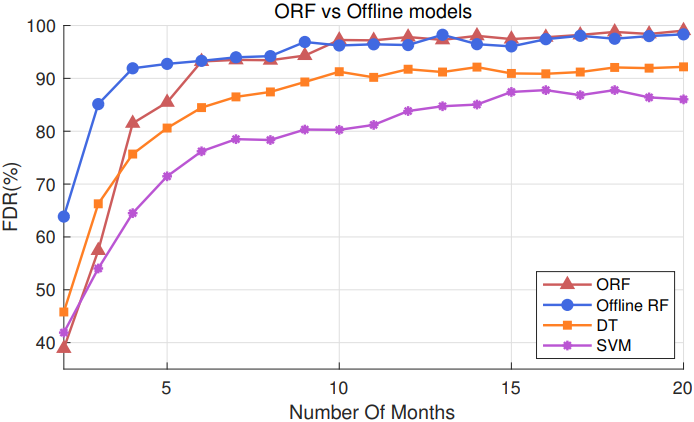 ORF vs Offline models
FDR(%)
100
90
80
70
60
50
40
5
10
15
20
Number Of Months
ORF
Offline RF
DT
SVM